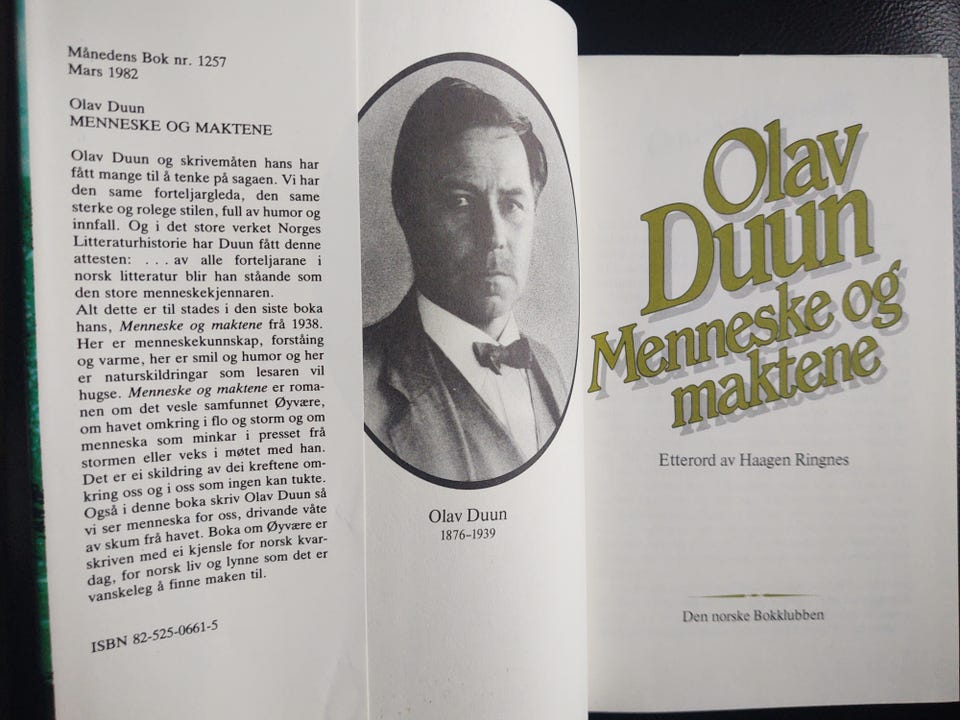 Månedens Bok nr. 1257
Mars 1982
Olav Duun
MENNESKE OG MAKTENE
Olav Duun og skrivemåten hans har
fått mange til å tenke på sagaen. Vi har
den same forteljargleda, den same
sterke og rolege stilen, full av humor og
innfall. Og i det store verket Norges
Litteraturhistorie har Duun fått denne
attesten: . . . av alle forteljarane i
norsk litteratur blir han ståande som
den store menneskekjennaren.
Alt dette er til stades i den siste boka
hans, Menneske og maktene frå 1938.
Her er menneskekunnskap, forståing
og varme, her er smil og humor og her
er naturskildringar som lesaren vil
hugse. Menneske og maktene er roma-
nen om det vesle samfunnet Øyvære,
om havet omkring i flo og storm og om
menneska som minkar i presset frå
stormen eller veks i møtet med han.
Det er ei skildring av dei kreftene om-
kring oss og i oss som ingen kan tukte.
Også i denne boka skriv Olav Duun så
vi ser menneska for oss, drivande våte
av skum frå havet. Boka om Øyvære er
skriven med ei kjensle for norsk kvar-
dag, for norsk liv og lynne som det er
vanskeleg å finne maken til.
ISBN 82-525-0661-5
Olav Duun
1876-1939
Olav
Duun
Menneske og
maktene
Etterord av Haagen Ringnes
Den norske Bokklubben